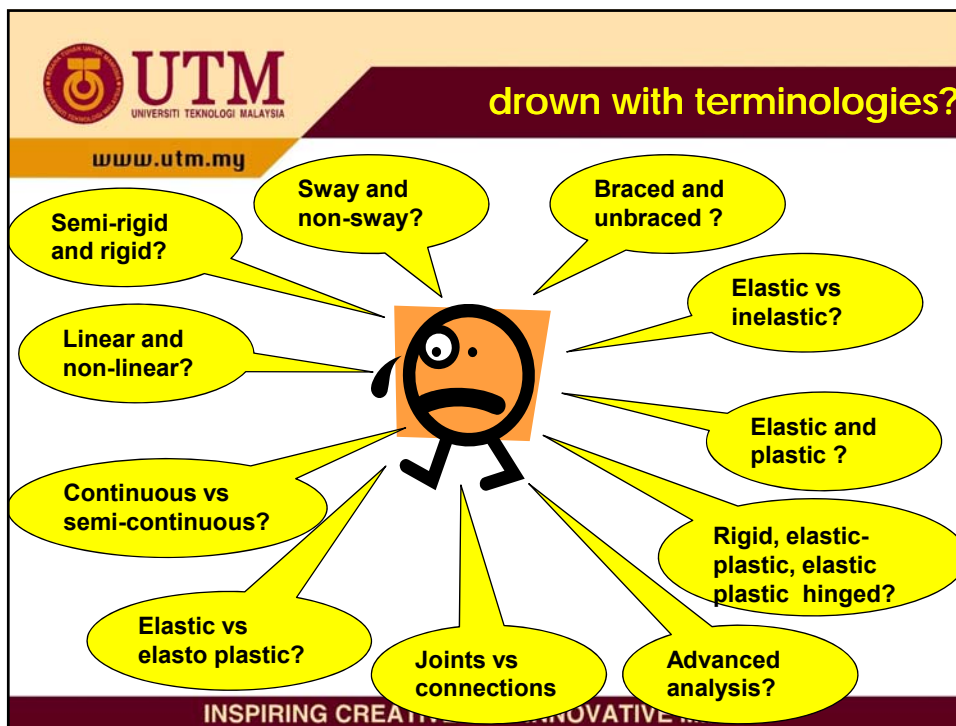 UTM
UNIVERSITI TEKNOLOGI MALAYSIA
drown with terminologies?
www.utm.my
Sway and
non-sway?
Braced and
unbraced ?
Semi-rigid
and rigid?
Elastic vs
inelastic?
Linear and
non-linear?
Elastic and
plastic ?
Continuous vs
semi-continuous?
Rigid, elastic-
plastic, elastic
plastic hinged?
Elastic vs
elasto plastic?
Joints vs
connections
Advanced
analysis?
INSPIRING